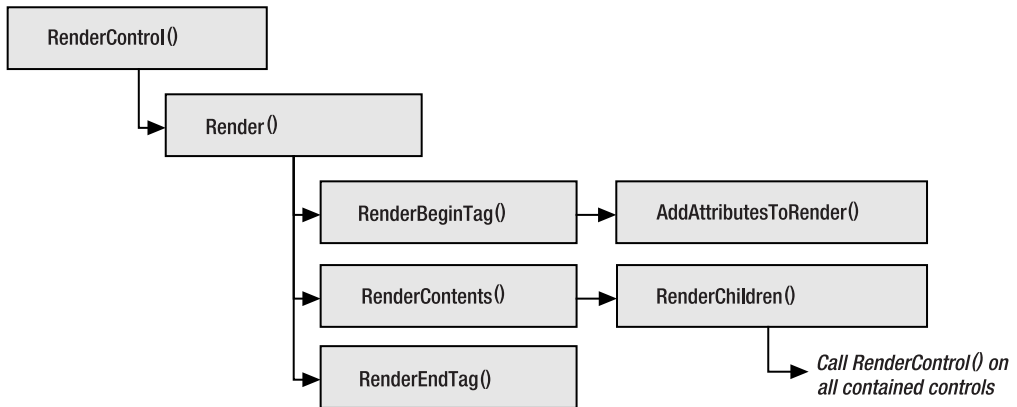 RenderControl()
Render()
RenderBeginTag()
AddAttributesToRender()
RenderContents()
RenderChildren()
Call RenderControl() on
all contained controls
RenderEndTag()